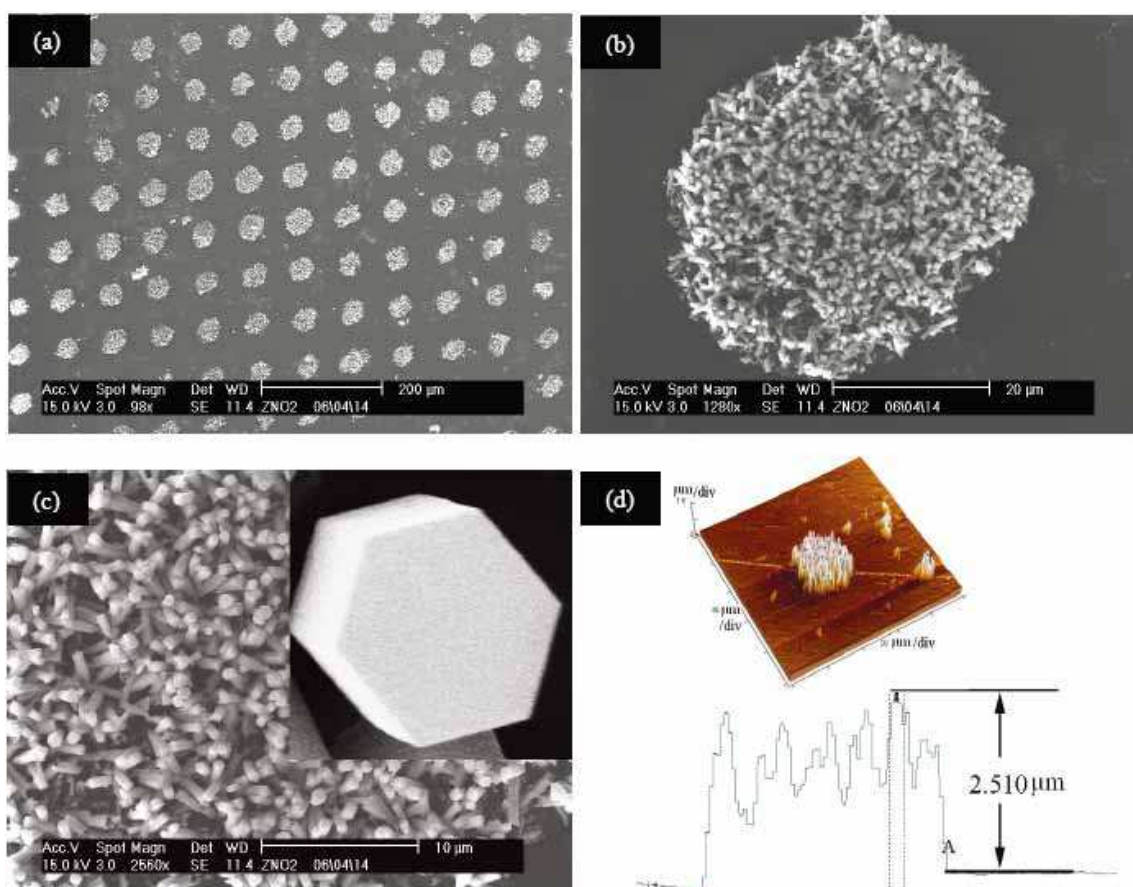 (a)
Acc.V Spot Magn Det WD 200 µm
15.0 kV 3.0 98x SE 11.4 ZNO2 06\04\14
(b)
Acc.V Spot Magn Det WD 20 µm
15.0 kV 3.0 1280x SE 11.4 ZNO2 06\04\14
(c)
Acc.V Spot Magn Det WD 10 µm
15.0 kV 3.0 2560x SE 11.4 ZNO2 06\04\14
(d)
µm/div
µm
/div
µm/div
2.510 µm
A